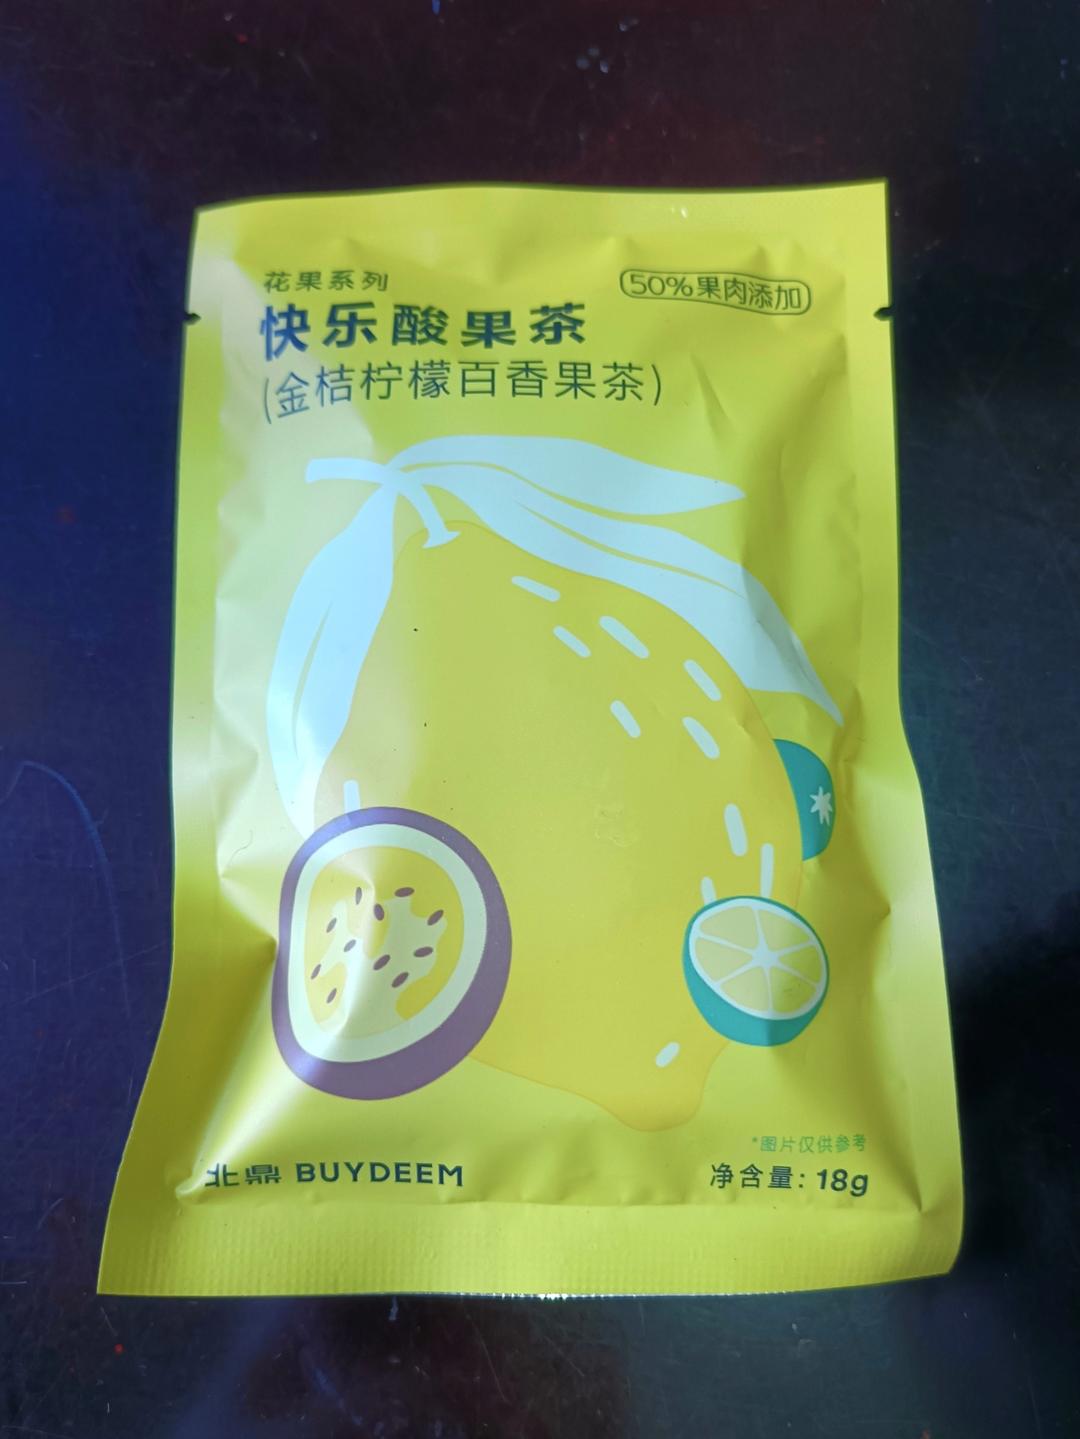 花果系列
50%果肉添加
快乐酸果茶
(金桔柠檬百香果茶)
*图片仅供参考
北鼎 BUYDEEM
净含量: 18g